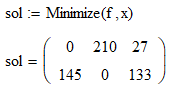 sol := Minimize(f,x)
sol = ( 0 210 27
145 0 133 )